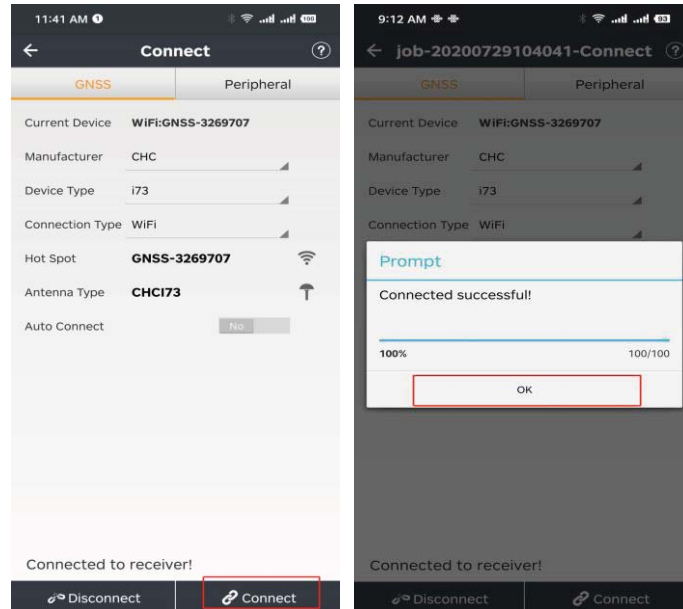 11:41 AM 1
100
Connect
?
GNSS
Peripheral
Current Device WiFi:GNSS-3269707
Manufacturer CHC
Device Type i73
Connection Type WiFi
Hot Spot GNSS-3269707
Antenna Type CHCI73
Auto Connect No
Connected to receiver!
Disconnect
Connect
9:12 AM
93
job-20200729104041-Connect
?
GNSS
Peripheral
Current Device WiFi:GNSS-3269707
Manufacturer CHC
Device Type i73
Connection Type WiFi
Prompt
Connected successful!
100% 100/100
OK
Connected to receiver!
Disconnect
Connect